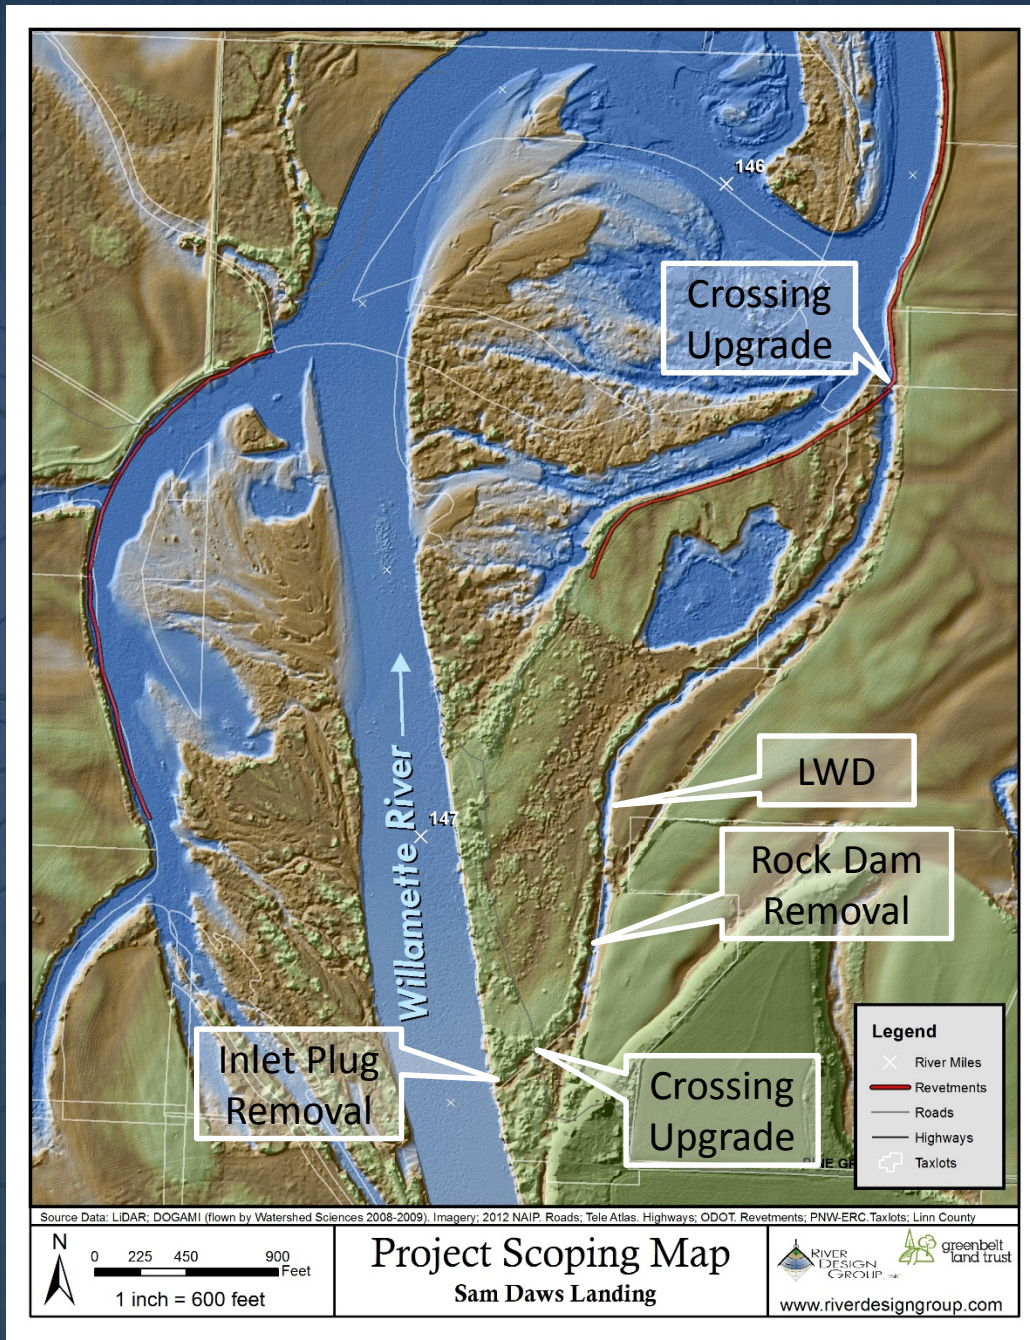 146
Crossing
Upgrade
LWD
147
Rock Dam
Removal
Willamette River
Inlet Plug
Removal
Crossing
Upgrade
Legend
River Miles
Revetments
Roads
Highways
Taxlots
Source Data: LiDAR; DOGAMI (flown by Watershed Sciences 2008-2009). Imagery; 2012 NAIP. Roads; Tele Atlas. Highways; ODOT. Revetments; PNW-ERC.Taxlots; Linn County
N
0 225 450 900
Feet
1 inch = 600 feet
Project Scoping Map
Sam Daws Landing
RIVER
DESIGN
GROUP, INC
greenbelt
land trust
www.riverdesigngroup.com